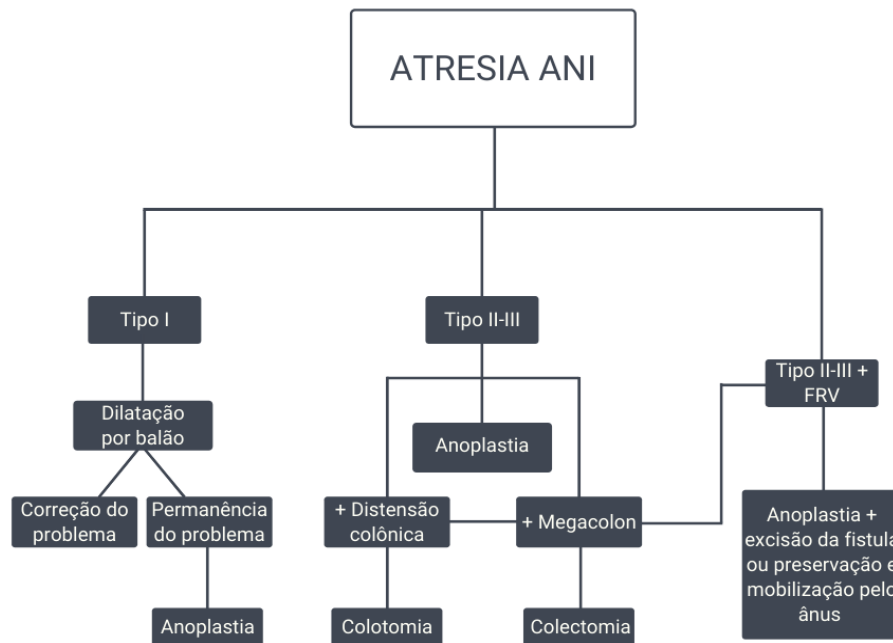 ATRESIA ANI
Tipo I
Tipo II-III
Tipo II-III +
FRV
Dilatação
por balão
Anoplastia
Correção do
problema
Permanência
do problema
+ Distensão
colônica
+ Megacolon
Anoplastia +
excisão da fistula
ou preservação e
mobilização pelo
ânus
Anoplastia
Colotomia
Colectomia